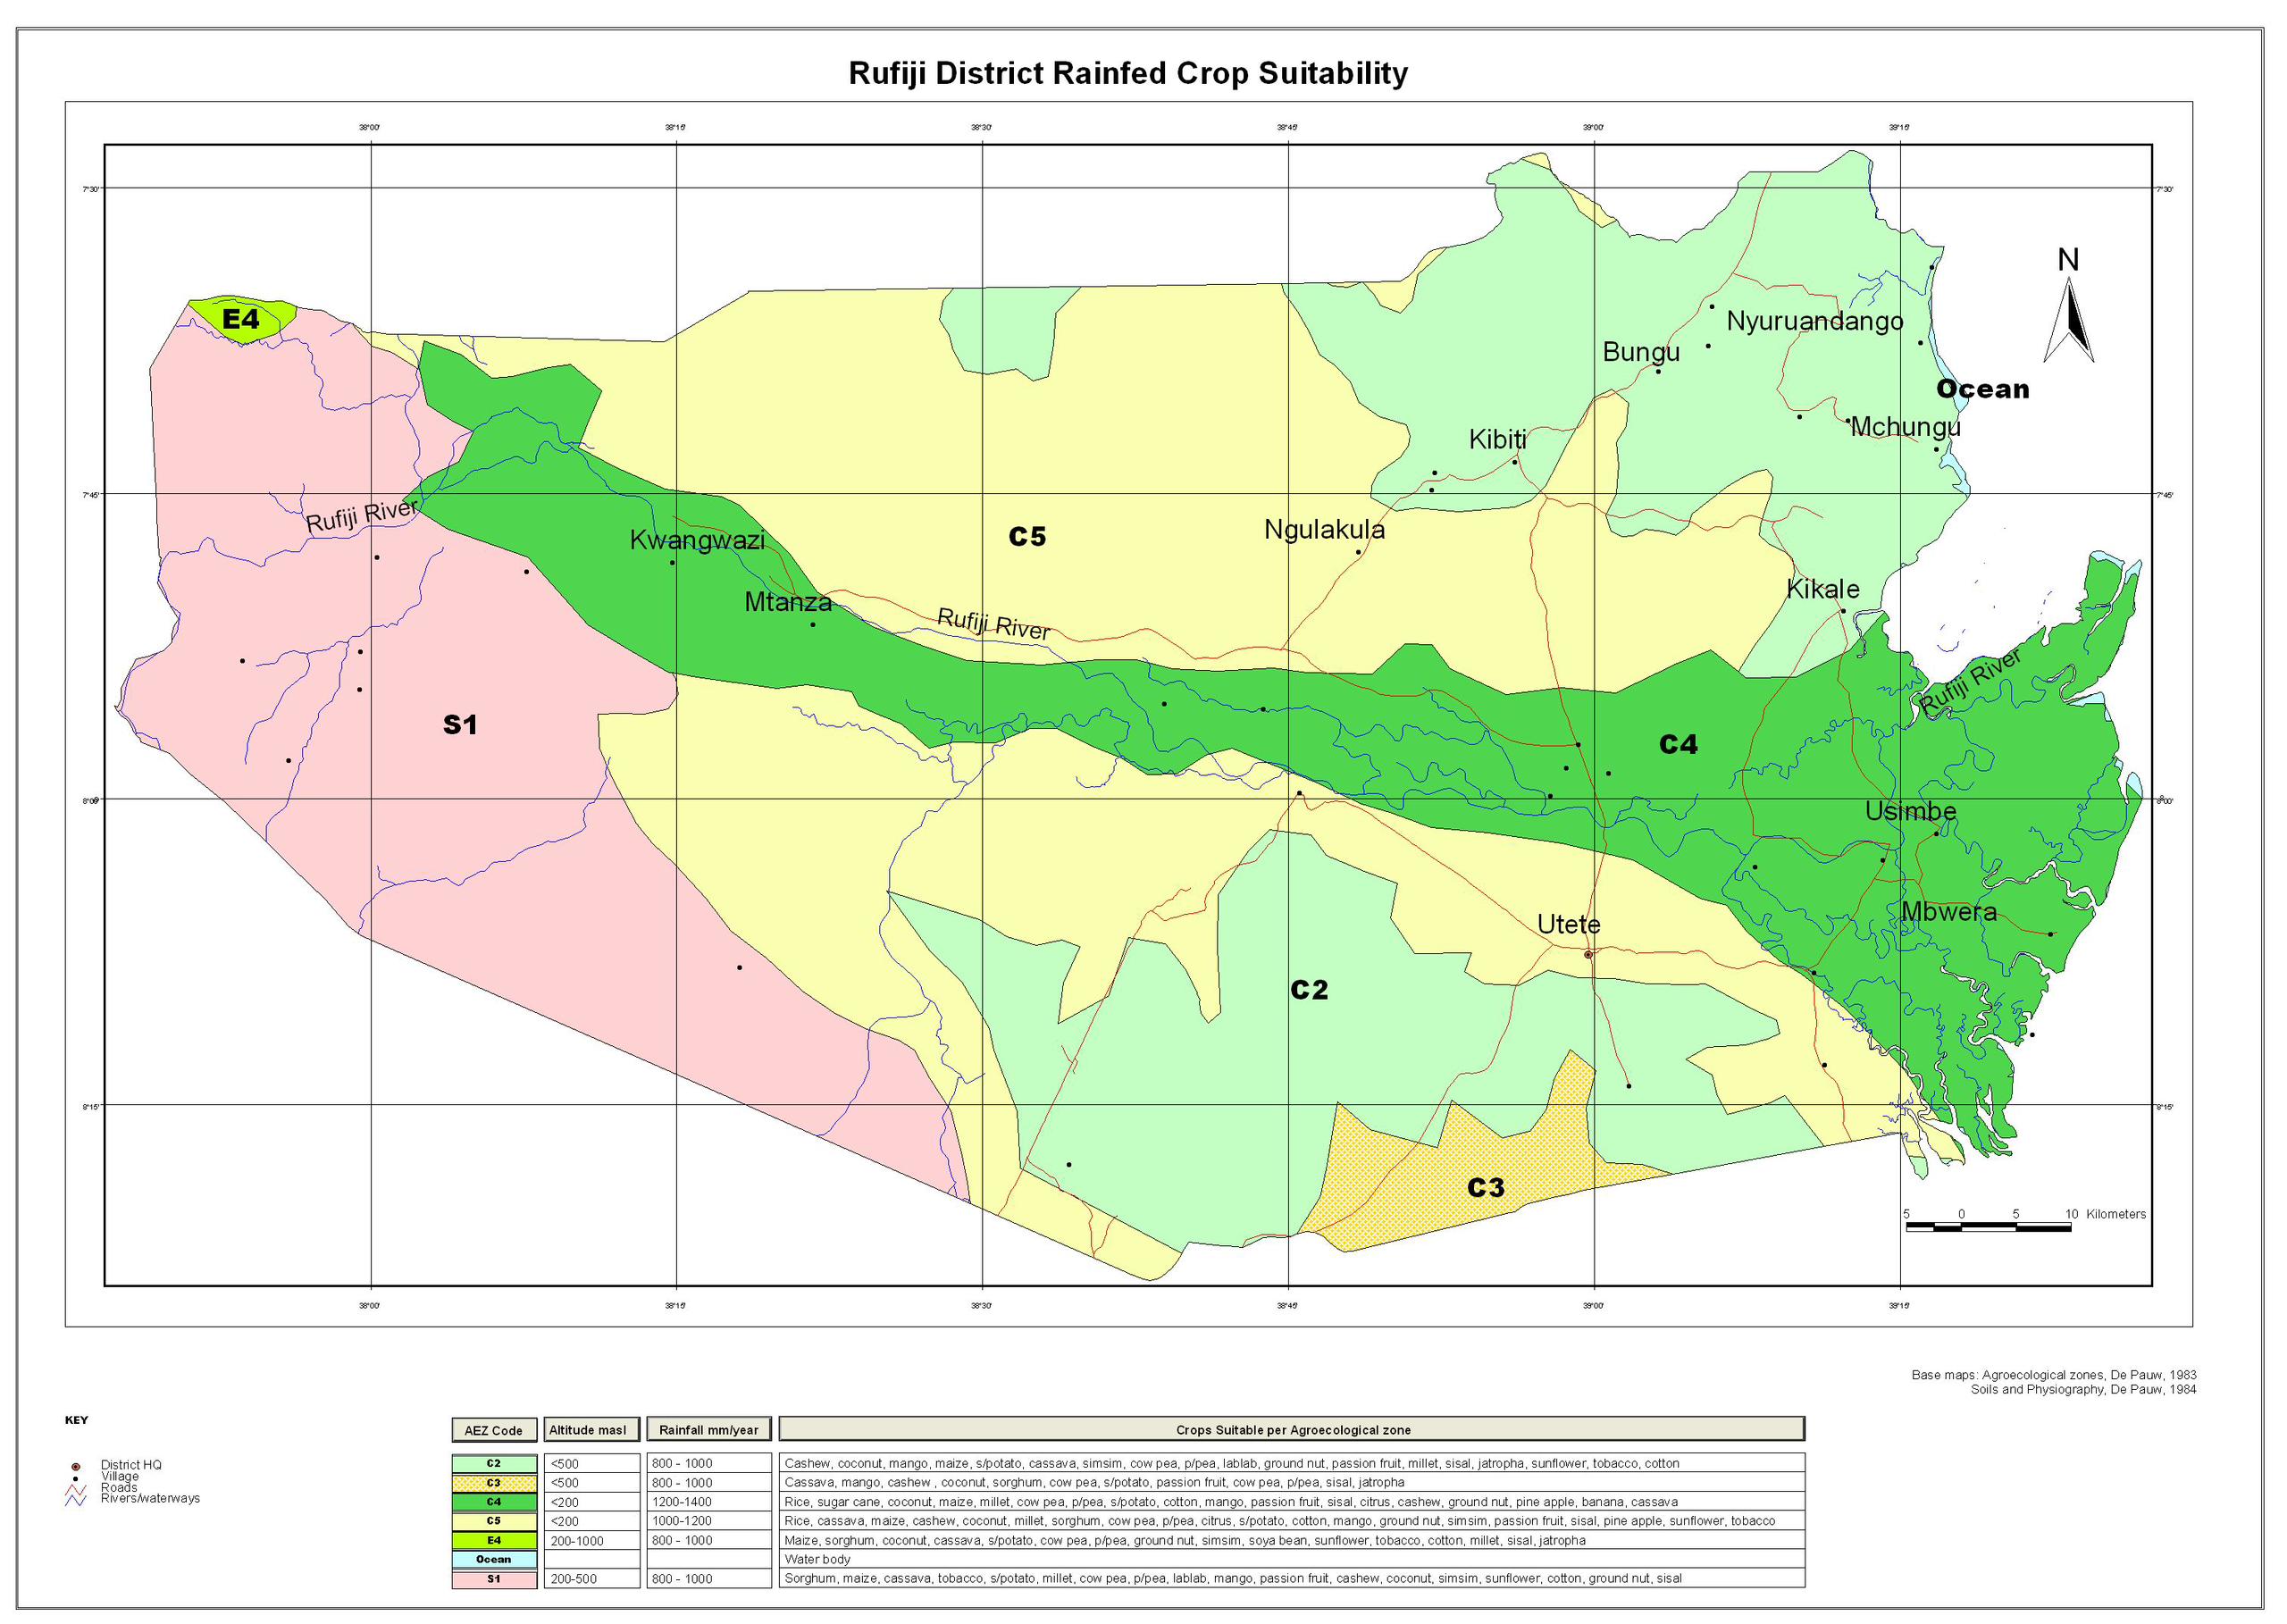 Rufiji District Rainfed Crop Suitability
38°00' 38°15' 38°30' 38°45' 39°00' 39°15'
7°30' 7°30'
N
E4
Nyuruandango
Bungu
Ocean
Mchungu
Kibiti
7°45' 7°45'
Rufiji River
Kwangwazi
C5
Ngulakula
Mtanza
Kikale
Rufiji River
Rufiji River
S1
C4
8°00' 8°00'
Usimbe
Mbwera
Utete
C2
8°15' 8°15'
C3
5 0 5 10 Kilometers
38°00' 38°15' 38°30' 38°45' 39°00' 39°15'
Base maps: Agroecological zones, De Pauw, 1983
Soils and Physiography, De Pauw, 1984
KEY
District HQ
Village
Roads
Rivers/waterways
AEZ Code Altitude masl Rainfall mm/year Crops Suitable per Agroecological zone
C2 <500 800 - 1000 Cashew, coconut, mango, maize, s/potato, cassava, simsim, cow pea, p/pea, lablab, ground nut, passion fruit, millet, sisal, jatropha, sunflower, tobacco, cotton
C3 <500 800 - 1000 Cassava, mango, cashew , coconut, sorghum, cow pea, s/potato, passion fruit, cow pea, p/pea, sisal, jatropha
C4 <200 1200-1400 Rice, sugar cane, coconut, maize, millet, cow pea, p/pea, s/potato, cotton, mango, passion fruit, sisal, citrus, cashew, ground nut, pine apple, banana, cassava
C5 <200 1000-1200 Rice, cassava, maize, cashew, coconut, millet, sorghum, cow pea, p/pea, citrus, s/potato, cotton, mango, ground nut, simsim, passion fruit, sisal, pine apple, sunflower, tobacco
E4 200-1000 800 - 1000 Maize, sorghum, coconut, cassava, s/potato, cow pea, p/pea, ground nut, simsim, soya bean, sunflower, tobacco, cotton, millet, sisal, jatropha
Ocean Water body
S1 200-500 800 - 1000 Sorghum, maize, cassava, tobacco, s/potato, millet, cow pea, p/pea, lablab, mango, passion fruit, cashew, coconut, simsim, sunflower, cotton, ground nut, sisal